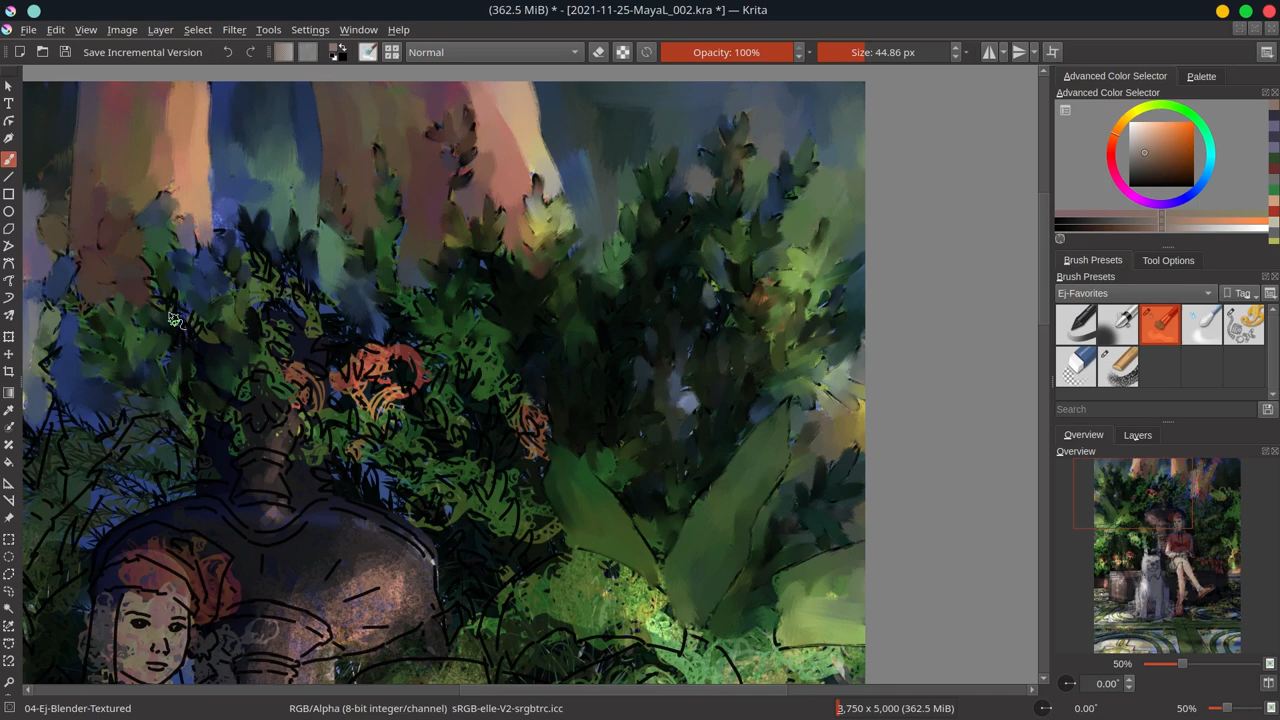 (362.5 MiB) * - [2021-11-25-MayaL_002.kra *] — Krita
File Edit View Image Layer Select Filter Tools Settings Window Help
Save Incremental Version Normal Opacity: 100% Size: 44.86 px
Advanced Color Selector Palette
Advanced Color Selector
Brush Presets Tool Options
Brush Presets
Ej-Favorites Tag
Search
Overview Layers
Overview
50%
0.00°
04-Ej-Blender-Textured RGB/Alpha (8-bit integer/channel) sRGB-elle-V2-srgbtrc.icc 3,750 x 5,000 (362.5 MiB) 0.00° 50%